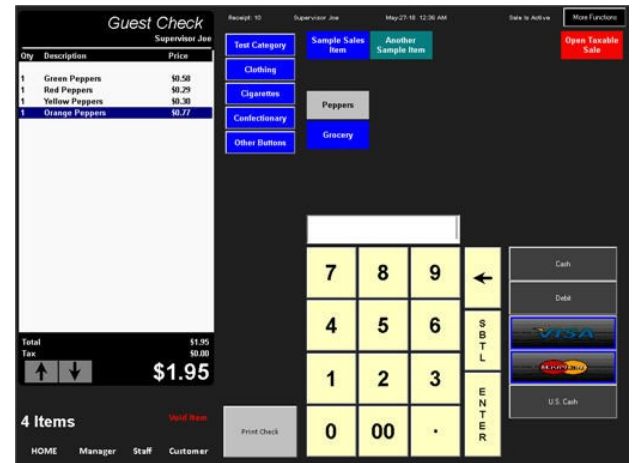 Guest Check
Supervisor Joe
Qty Description Price
1 Green Peppers $0.58
1 Red Peppers $0.29
1 Yellow Peppers $0.30
1 Orange Peppers $0.77
Total $1.95
Tax $0.00
$1.95
4 Items
Void Item
HOME Manager Staff Customer
Receipt: 10 Supervisor Joe May-27-18 12:36 AM Sale Is Active More Functions
Test Category
Clothing
Cigarettes
Confectionary
Other Buttons
Sample Sales Item
Another Sample Item
Open Taxable Sale
Peppers
Grocery
7 8 9
4 5 6 SBTL
1 2 3
0 00 . ENTER
Print Check
Cash
Debit
VISA
MasterCard
U.S. Cash